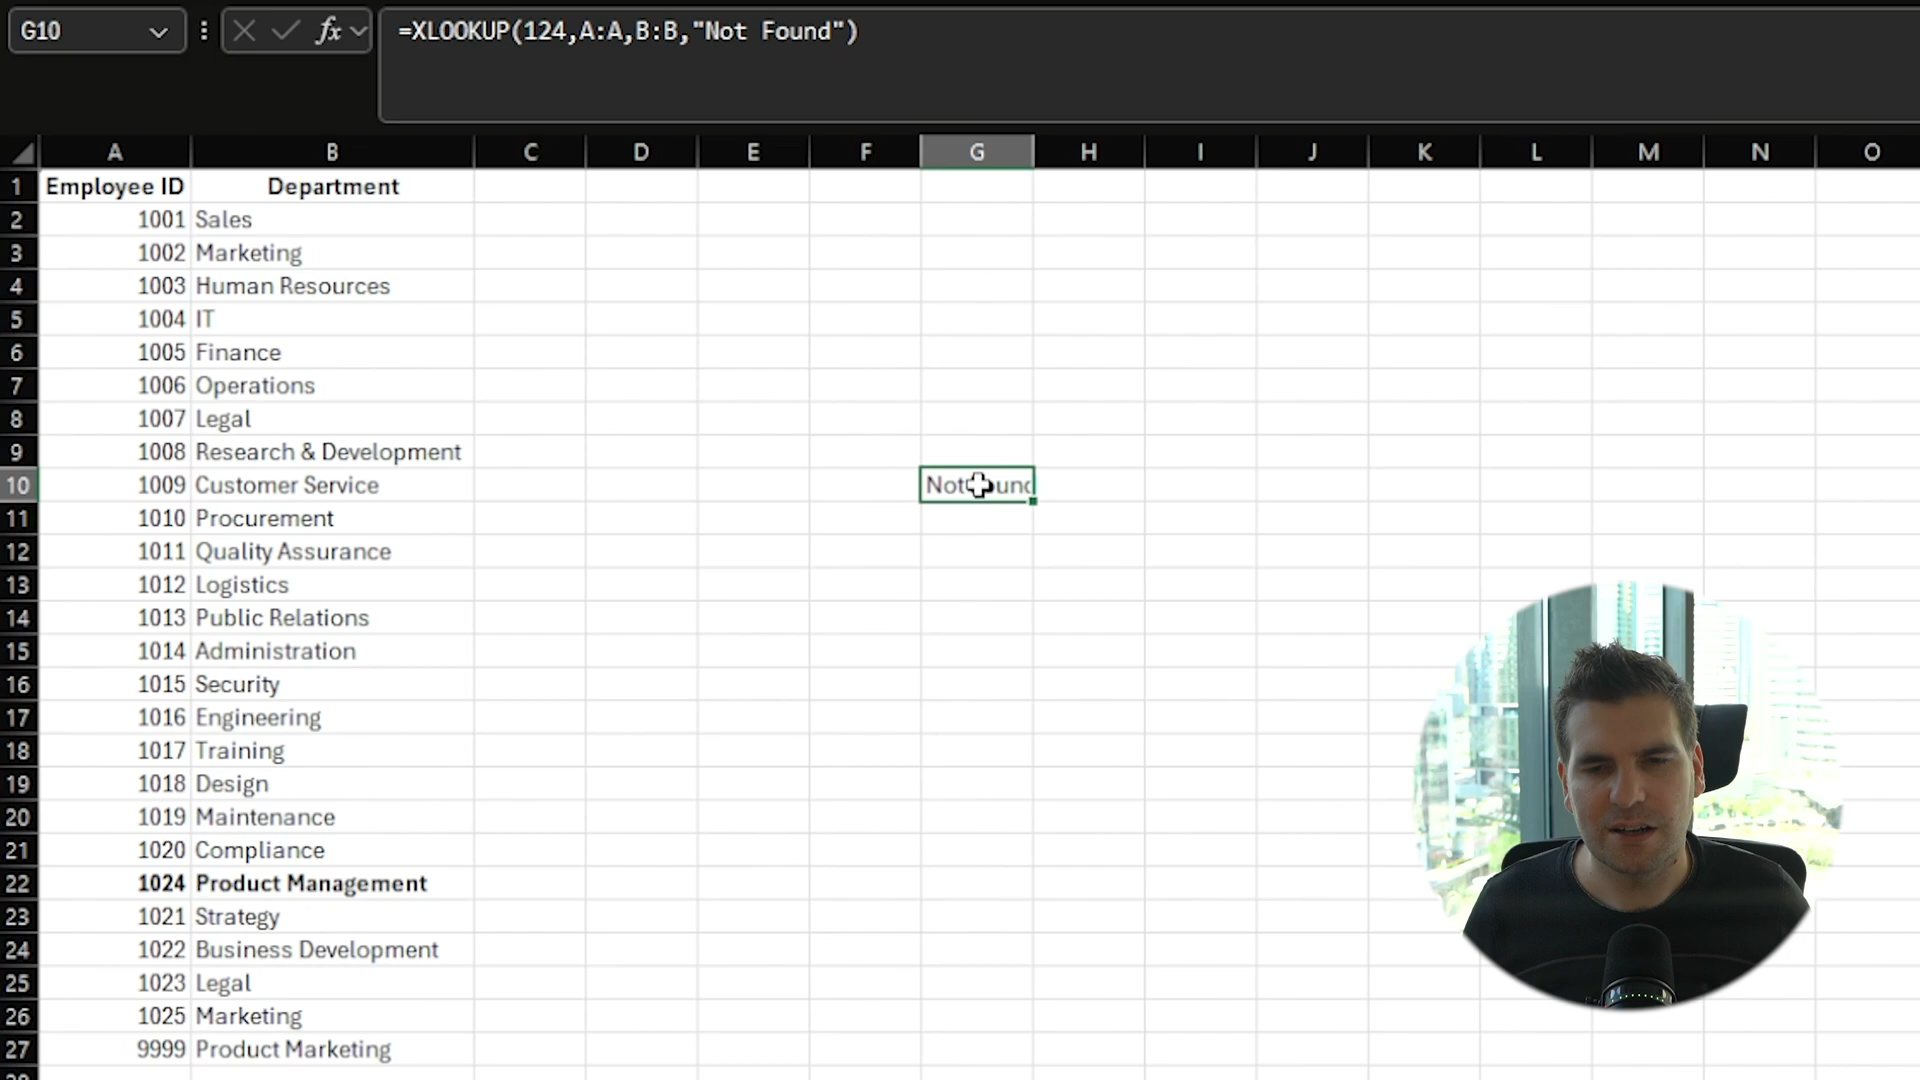 G10 fx =XLOOKUP(124,A:A,B:B,"Not Found")
A B C D E F G H I J K L M N O
1 Employee ID Department
2 1001 Sales
3 1002 Marketing
4 1003 Human Resources
5 1004 IT
6 1005 Finance
7 1006 Operations
8 1007 Legal
9 1008 Research & Development
10 1009 Customer Service Not
11 1010 Procurement
12 1011 Quality Assurance
13 1012 Logistics
14 1013 Public Relations
15 1014 Administration
16 1015 Security
17 1016 Engineering
18 1017 Training
19 1018 Design
20 1019 Maintenance
21 1020 Compliance
22 1024 Product Management
23 1021 Strategy
24 1022 Business Development
25 1023 Legal
26 1025 Marketing
27 9999 Product Marketing